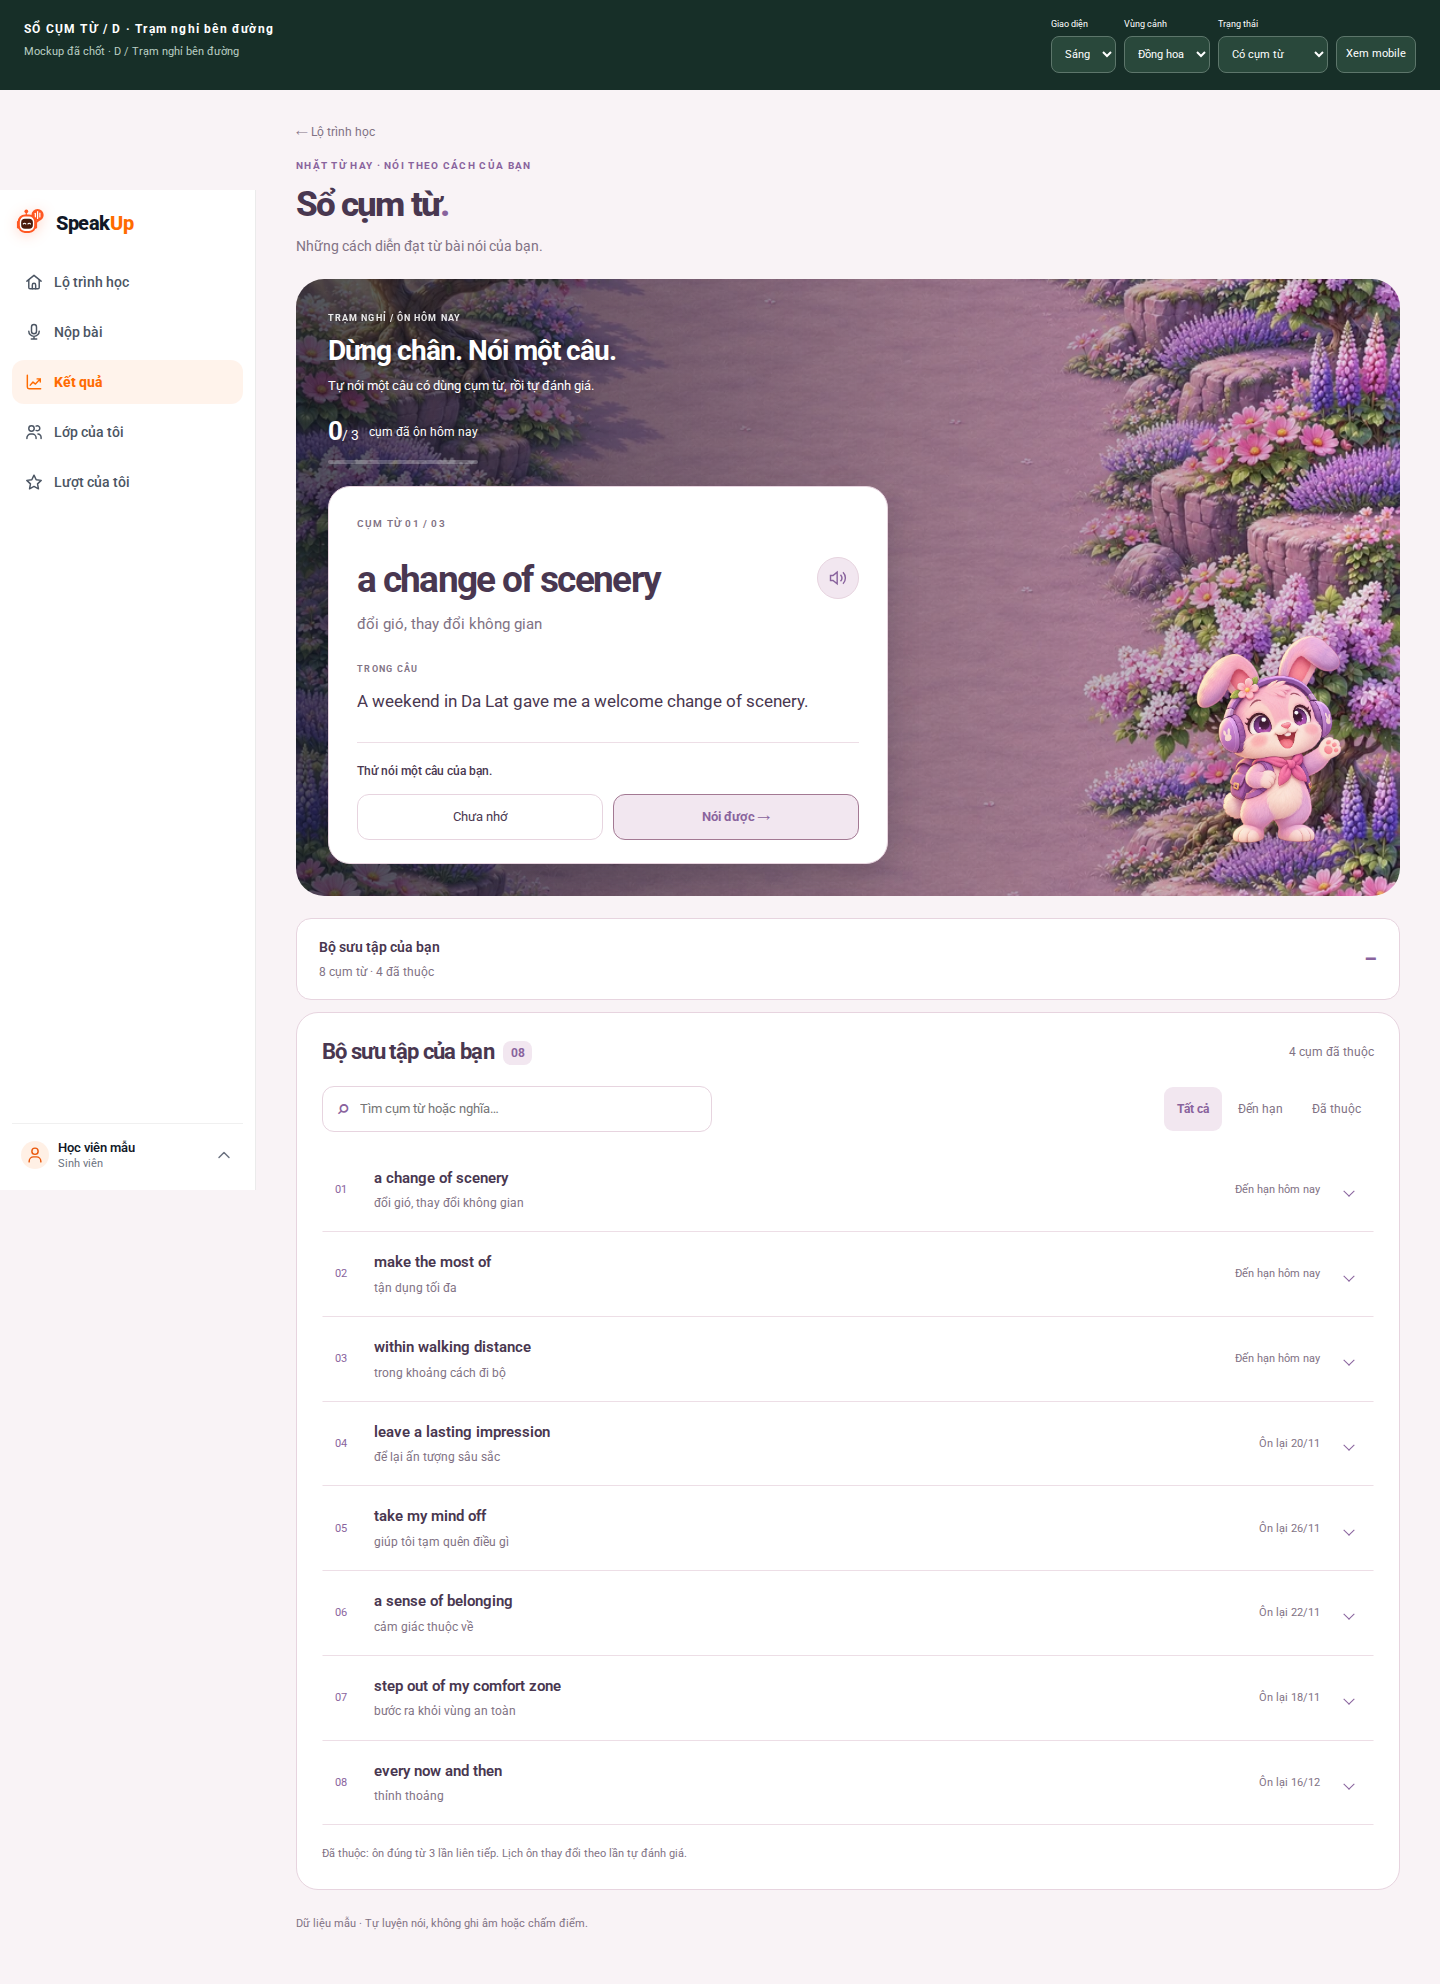 SỔ CỤM TỪ / D · Trạm nghỉ bên đường
Mockup đã chốt · D / Trạm nghỉ bên đường
Giao diện
Vùng cảnh
Trạng thái
Sáng
Đồng hoa
Có cụm từ
Xem mobile
← Lộ trình học
NHẶT TỪ HAY · NÓI THEO CÁCH CỦA BẠN
Sổ cụm từ.
Những cách diễn đạt từ bài nói của bạn.
SpeakUp
Lộ trình học
Nộp bài
Kết quả
Lớp của tôi
Lượt của tôi
Học viên mẫu
Sinh viên
TRẠM NGHỈ / ÔN HÔM NAY
Dừng chân. Nói một câu.
Tự nói một câu có dùng cụm từ, rồi tự đánh giá.
0 / 3 cụm đã ôn hôm nay
CỤM TỪ 01 / 03
a change of scenery
đổi gió, thay đổi không gian
TRONG CÂU
A weekend in Da Lat gave me a welcome change of scenery.
Thử nói một câu của bạn.
Chưa nhớ
Nói được →
Bộ sưu tập của bạn
8 cụm từ · 4 đã thuộc
Bộ sưu tập của bạn 08
4 cụm đã thuộc
Tìm cụm từ hoặc nghĩa...
Tất cả
Đến hạn
Đã thuộc
01
a change of scenery
đổi gió, thay đổi không gian
Đến hạn hôm nay
02
make the most of
tận dụng tối đa
Đến hạn hôm nay
03
within walking distance
trong khoảng cách đi bộ
Đến hạn hôm nay
04
leave a lasting impression
để lại ấn tượng sâu sắc
Ôn lại 20/11
05
take my mind off
giúp tôi tạm quên điều gì
Ôn lại 26/11
06
a sense of belonging
cảm giác thuộc về
Ôn lại 22/11
07
step out of my comfort zone
bước ra khỏi vùng an toàn
Ôn lại 18/11
08
every now and then
thỉnh thoảng
Ôn lại 16/12
Đã thuộc: ôn đúng từ 3 lần liên tiếp. Lịch ôn thay đổi theo lần tự đánh giá.
Dữ liệu mẫu · Tự luyện nói, không ghi âm hoặc chấm điểm.